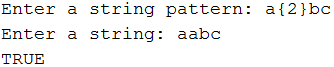 Enter a string pattern: a{2}bc
Enter a string: aabc
TRUE